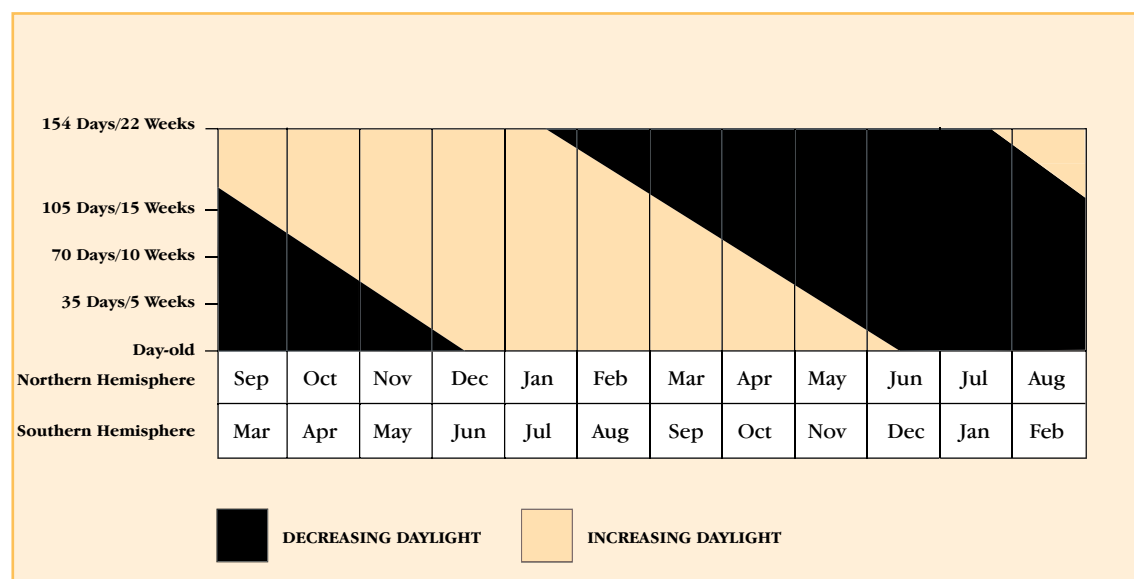 154 Days/22 Weeks
105 Days/15 Weeks
70 Days/10 Weeks
35 Days/5 Weeks
Day-old
Northern Hemisphere Sep Oct Nov Dec Jan Feb Mar Apr May Jun Jul Aug
Southern Hemisphere Mar Apr May Jun Jul Aug Sep Oct Nov Dec Jan Feb
DECREASING DAYLIGHT INCREASING DAYLIGHT